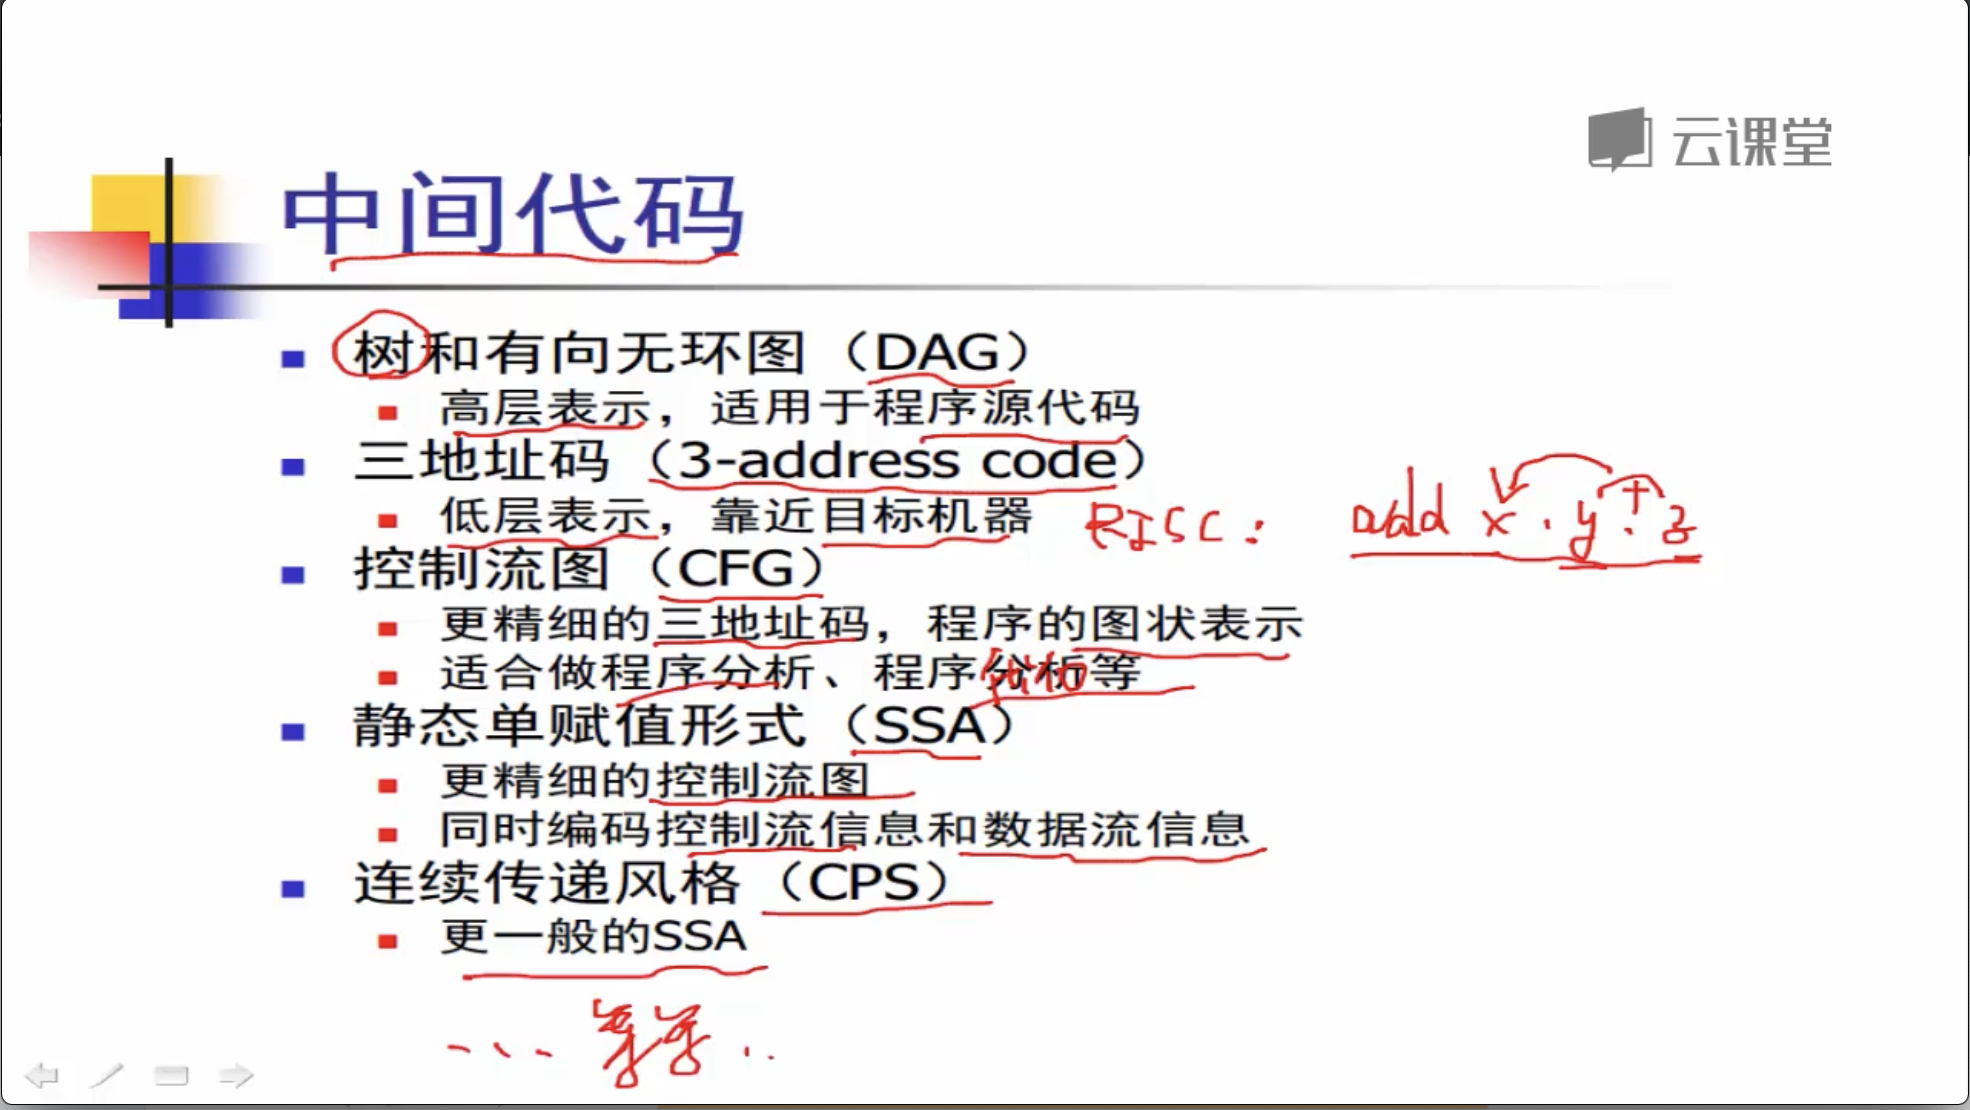 云课堂
中间代码
树和有向无环图（DAG）
高层表示，适用于程序源代码
三地址码（3-address code）
低层表示，靠近目标机器
RISC: add x, y, z
+
控制流图（CFG）
更精细的三地址码，程序的图状表示
适合做程序分析、程序分析等
优化
静态单赋值形式（SSA）
更精细的控制流图
同时编码控制流信息和数据流信息
连续传递风格（CPS）
更一般的SSA
等等